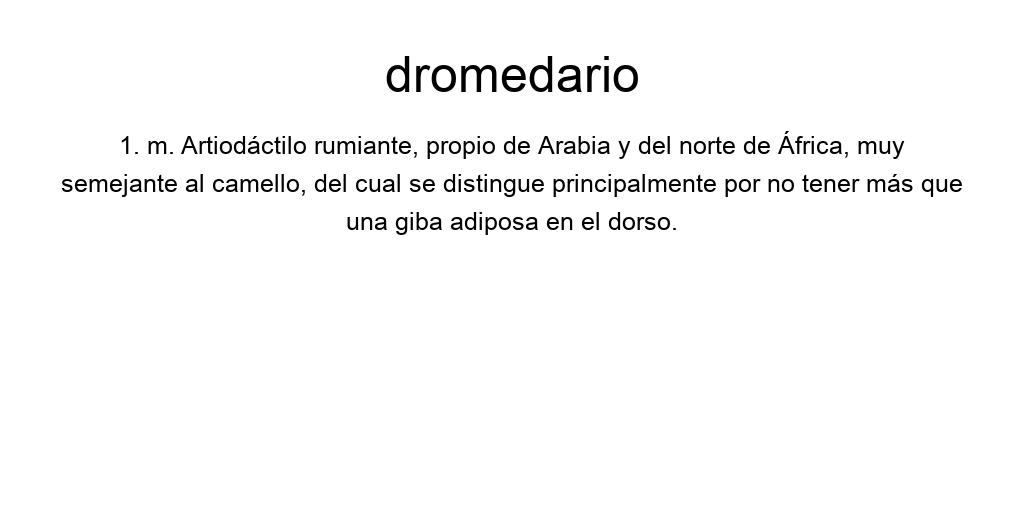 dromedario
1. m. Artiodáctilo rumiante, propio de Arabia y del norte de África, muy
semejante al camello, del cual se distingue principalmente por no tener más que
una giba adiposa en el dorso.